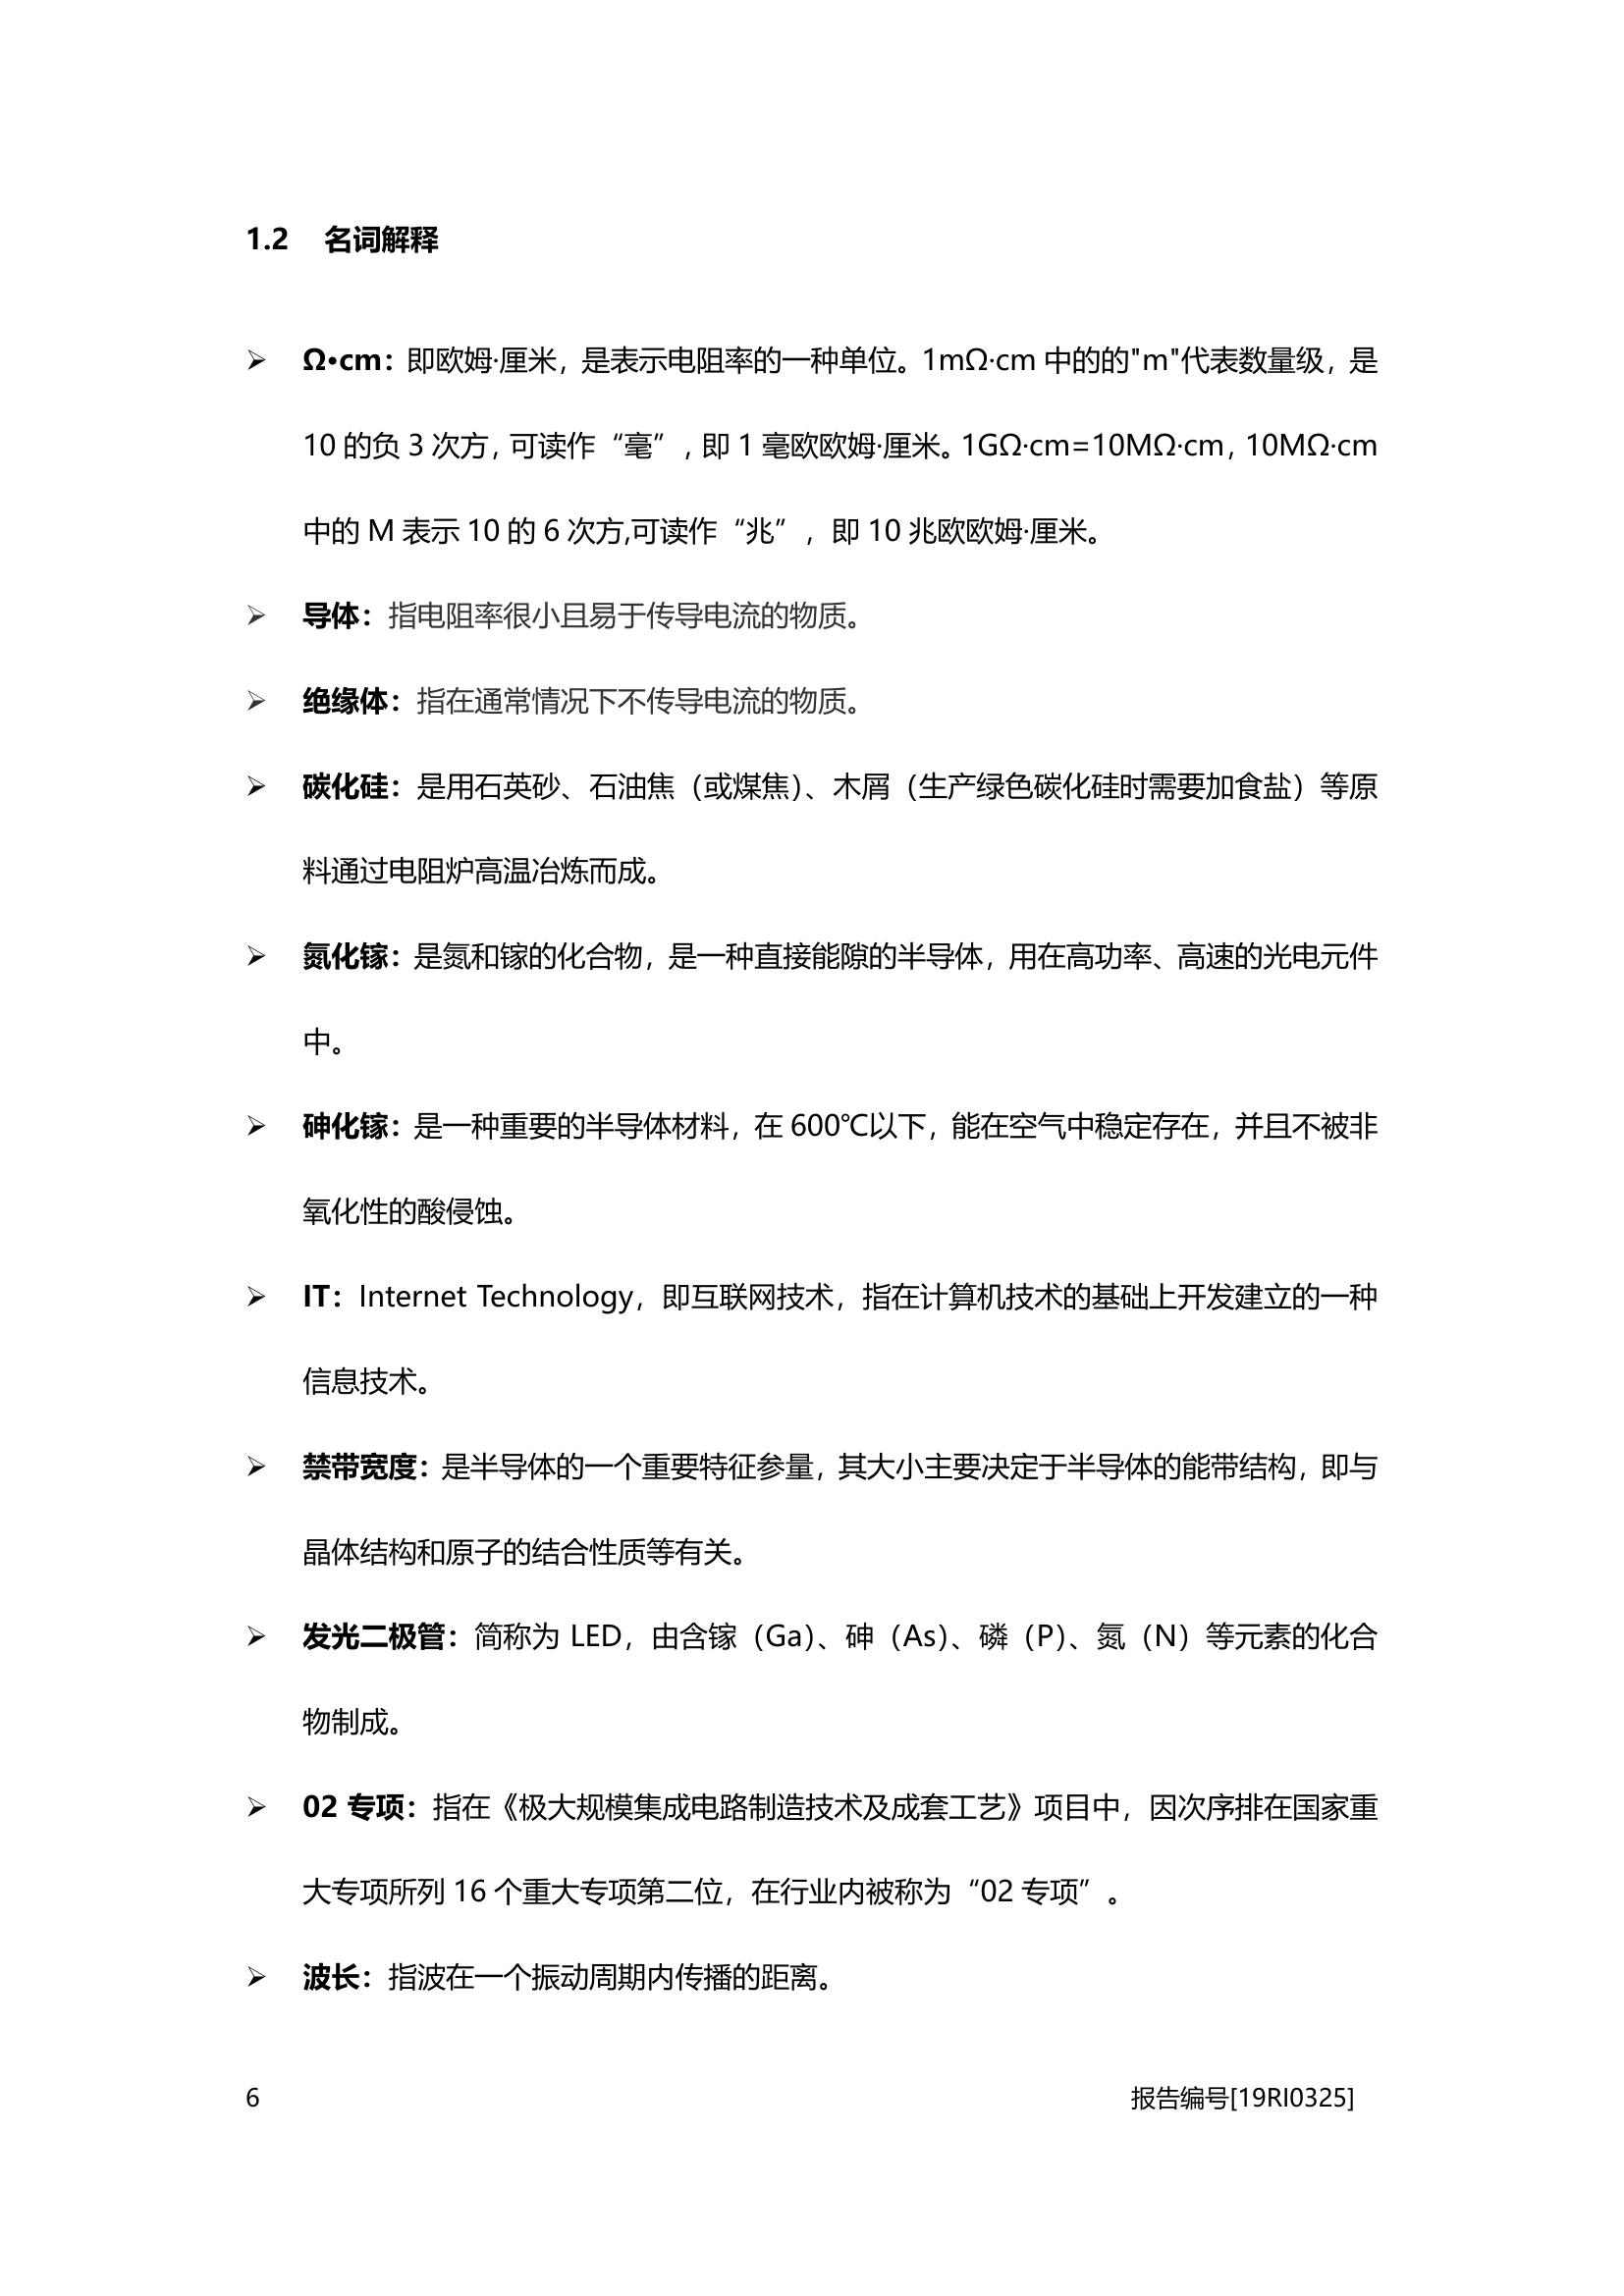 1.2 名词解释
➢ Ω•cm：即欧姆·厘米，是表示电阻率的一种单位。1mΩ·cm 中的的"m"代表数量级，是
10 的负 3 次方，可读作“毫”，即 1 毫欧欧姆·厘米。1GΩ·cm=10MΩ·cm，10MΩ·cm
中的 M 表示 10 的 6 次方,可读作“兆”，即 10 兆欧欧姆·厘米。
➢ 导体：指电阻率很小且易于传导电流的物质。
➢ 绝缘体：指在通常情况下不传导电流的物质。
➢ 碳化硅：是用石英砂、石油焦（或煤焦）、木屑（生产绿色碳化硅时需要加食盐）等原
料通过电阻炉高温冶炼而成。
➢ 氮化镓：是氮和镓的化合物，是一种直接能隙的半导体，用在高功率、高速的光电元件
中。
➢ 砷化镓：是一种重要的半导体材料，在 600℃以下，能在空气中稳定存在，并且不被非
氧化性的酸侵蚀。
➢ IT：Internet Technology，即互联网技术，指在计算机技术的基础上开发建立的一种
信息技术。
➢ 禁带宽度：是半导体的一个重要特征参量，其大小主要决定于半导体的能带结构，即与
晶体结构和原子的结合性质等有关。
➢ 发光二极管：简称为 LED，由含镓（Ga）、砷（As）、磷（P）、氮（N）等元素的化合
物制成。
➢ 02 专项：指在《极大规模集成电路制造技术及成套工艺》项目中，因次序排在国家重
大专项所列 16 个重大专项第二位，在行业内被称为“02 专项”。
➢ 波长：指波在一个振动周期内传播的距离。
6 报告编号[19RI0325]